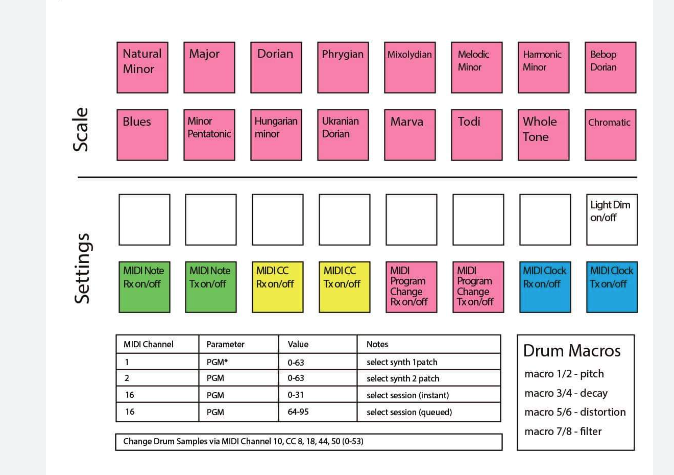 Scale
Natural Minor
Major
Dorian
Phrygian
Mixolydian
Melodic Minor
Harmonic Minor
Bebop Dorian
Blues
Minor Pentatonic
Hungarian minor
Ukranian Dorian
Marva
Todi
Whole Tone
Chromatic
Settings
Light Dim on/off
MIDI Note Rx on/off
MIDI Note Tx on/off
MIDI CC Rx on/off
MIDI CC Tx on/off
MIDI Program Change Rx on/off
MIDI Program Change Tx on/off
MIDI Clock Rx on/off
MIDI Clock Tx on/off
MIDI Channel Parameter Value Notes
1 PGM* 0-63 select synth 1patch
2 PGM 0-63 select synth 2 patch
16 PGM 0-31 select session (instant)
16 PGM 64-95 select session (queued)
Change Drum Samples via MIDI Channel 10, CC 8, 18, 44, 50 (0-53)
Drum Macros
macro 1/2 - pitch
macro 3/4 - decay
macro 5/6 - distortion
macro 7/8 - filter